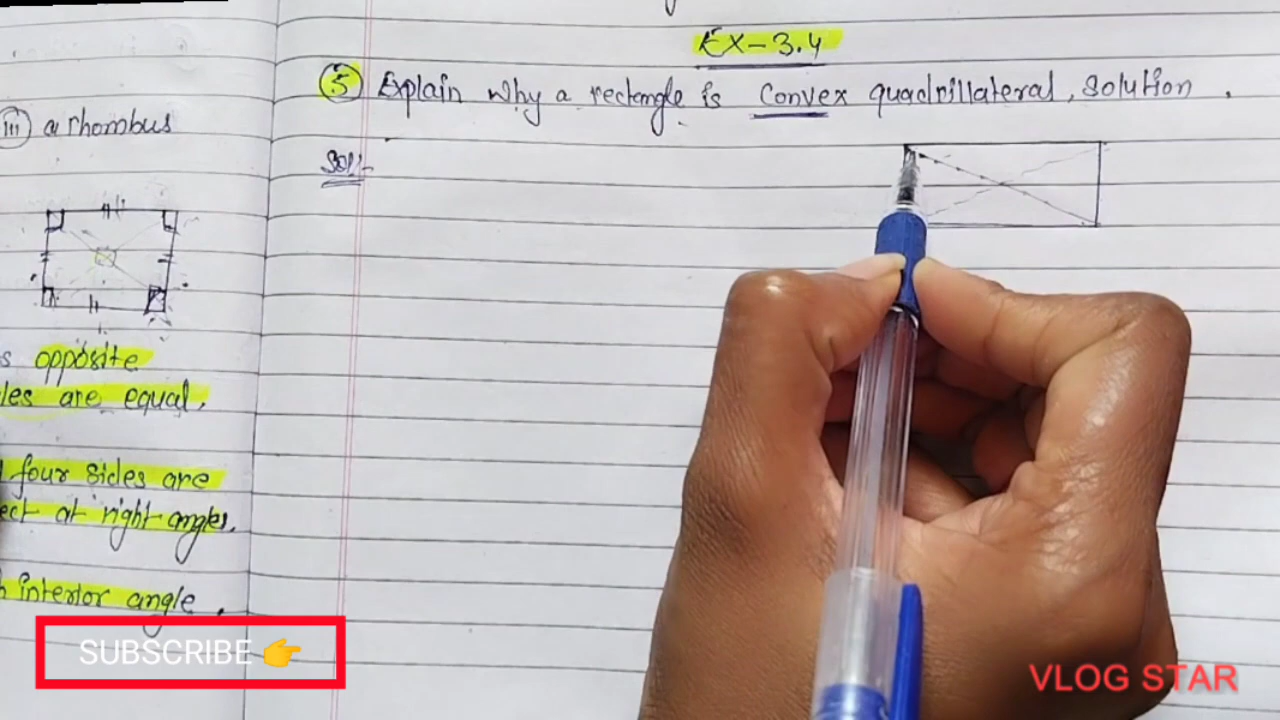 EX-3.4
5 Explain why a rectangle is convex quadrillateral, solution.
Sol:-
(iii) a rhombus
s opposite
les are equal,
four sides are
ect at right angles.
interior angle.
SUBSCRIBE 👉
VLOG STAR